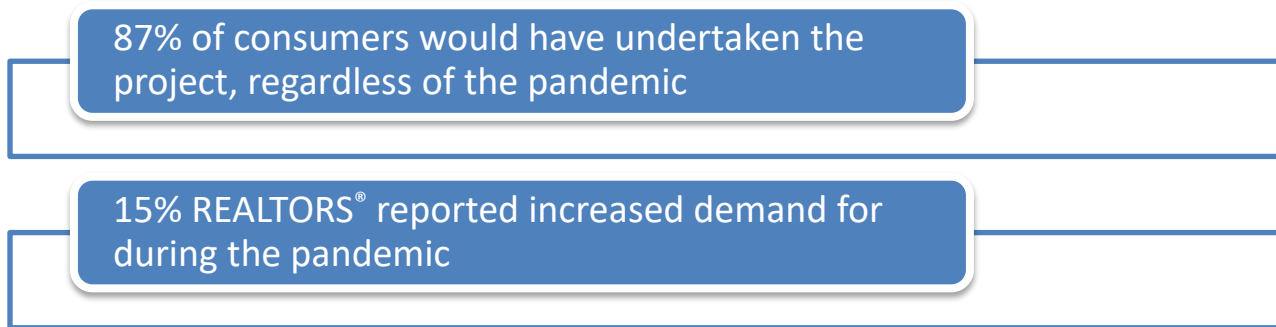 87% of consumers would have undertaken the
project, regardless of the pandemic
15% REALTORS® reported increased demand for
during the pandemic